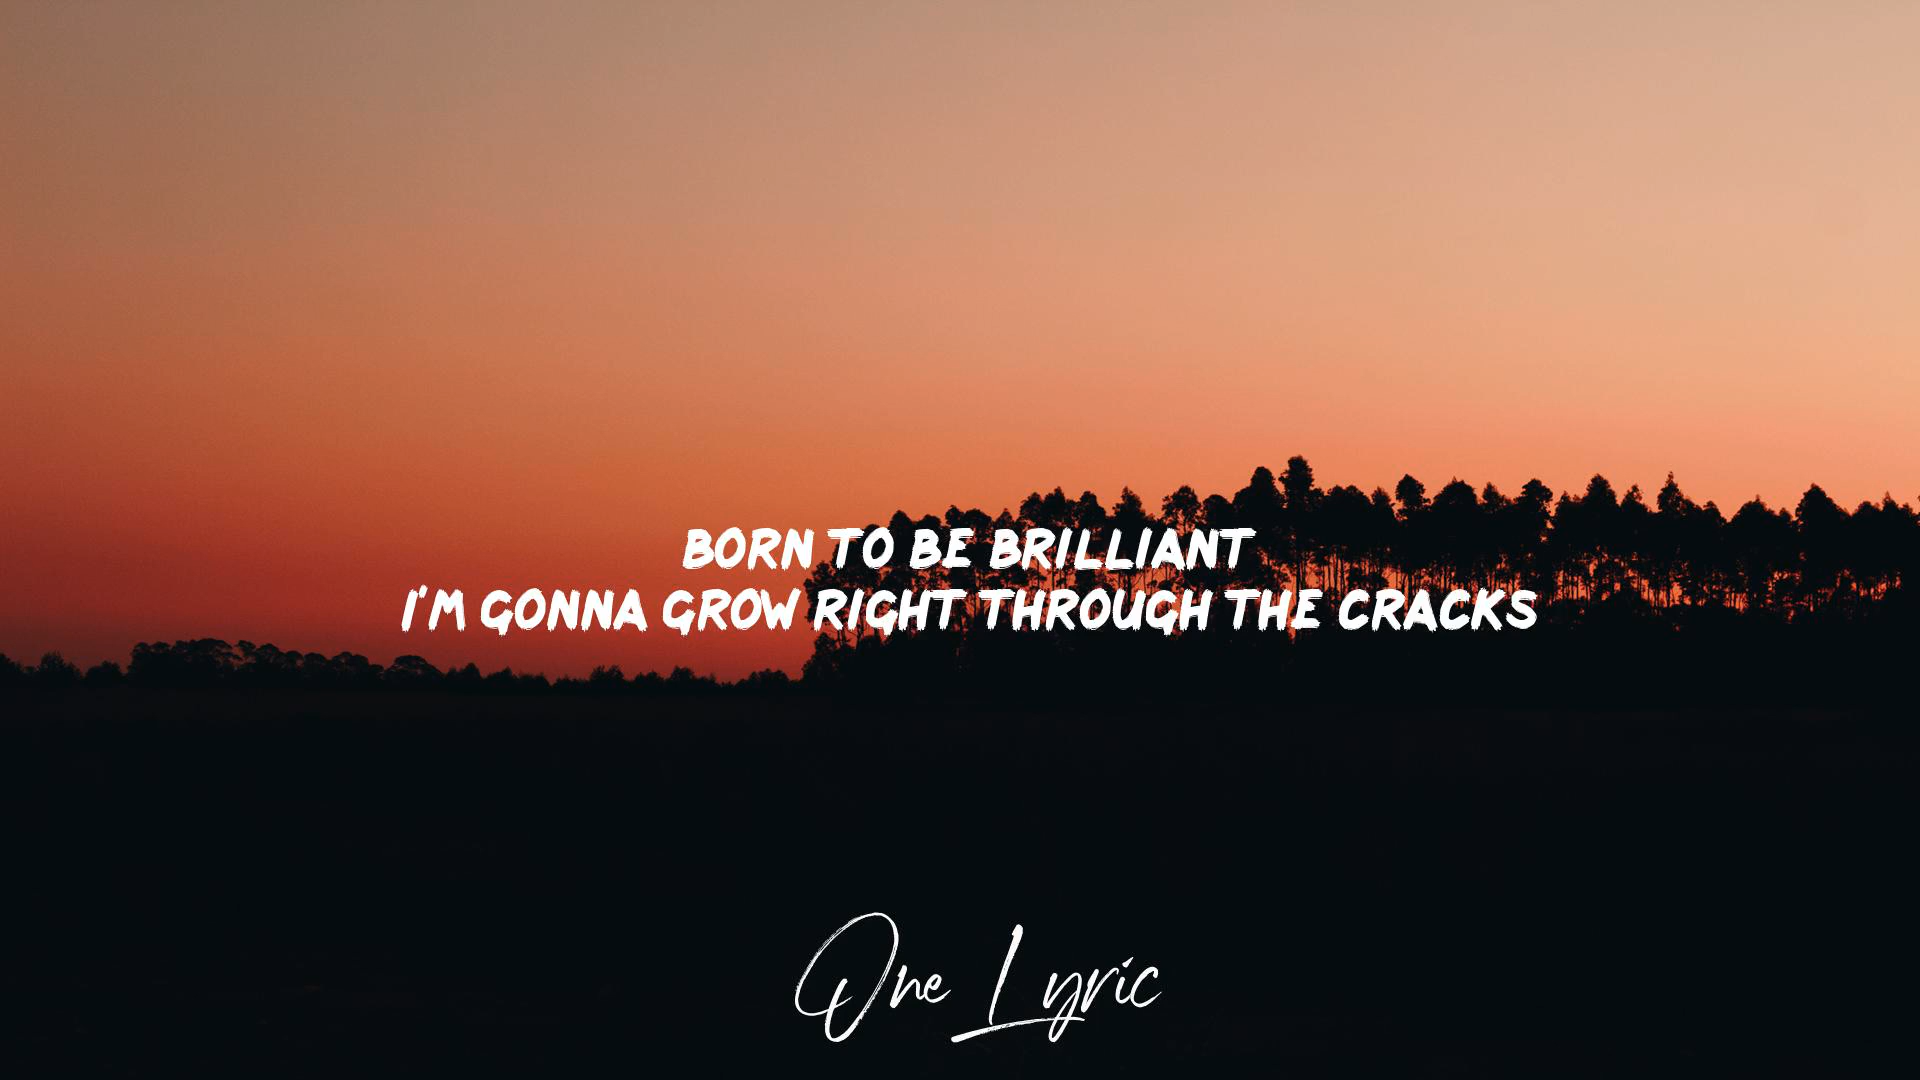 BORN TO BE BRILLIANT
I'M GONNA GROW RIGHT THROUGH THE CRACKS
One Lyric